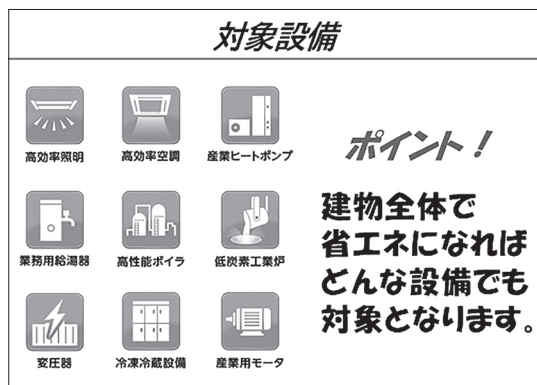 対象設備
高効率照明
高効率空調
産業ヒートポンプ
業務用給湯器
高性能ボイラ
低炭素工業炉
変圧器
冷凍冷蔵設備
産業用モータ
ポイント！
建物全体で
省エネになれば
どんな設備でも
対象となります。